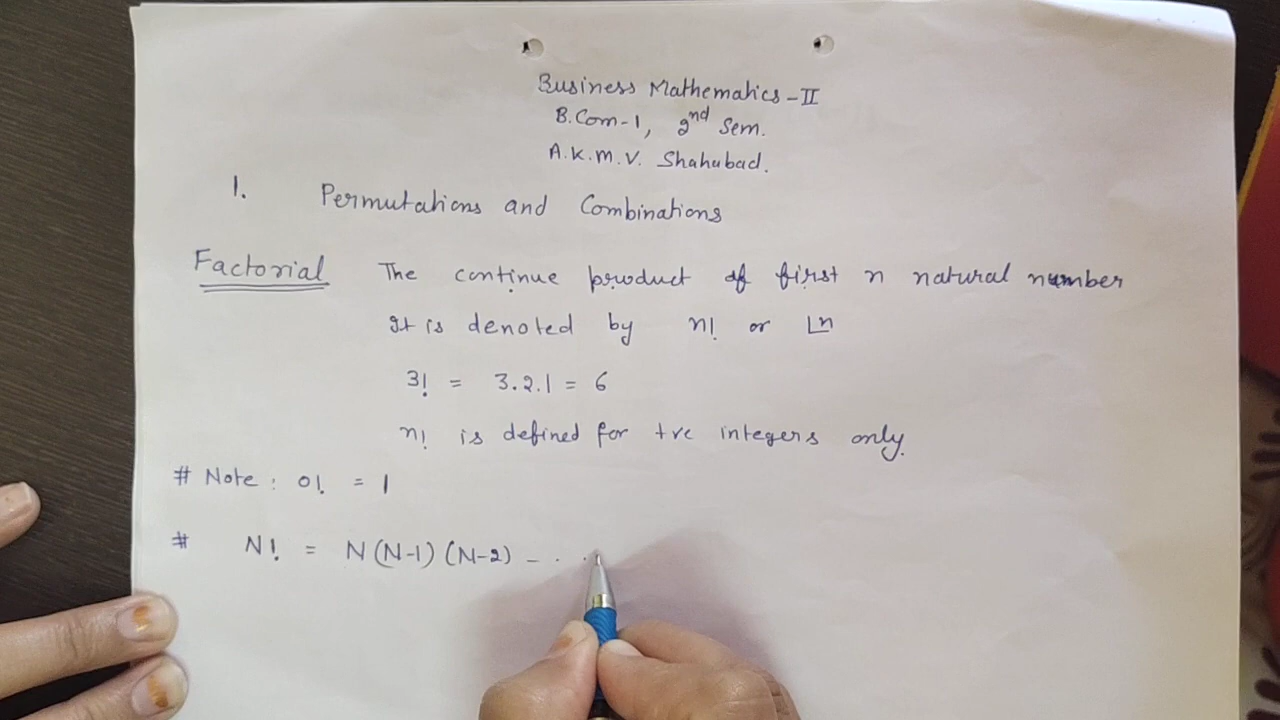 Business Mathematics-II
B.Com-1, 2nd Sem.
A.K.M.V. Shahabad.
1. Permutations and Combinations
Factorial The continue product of first n natural number
It is denoted by n! or ⌊n
3! = 3.2.1 = 6
n! is defined for +ve integers only.
# Note : 0! = 1
# N! = N(N-1)(N-2) - . .